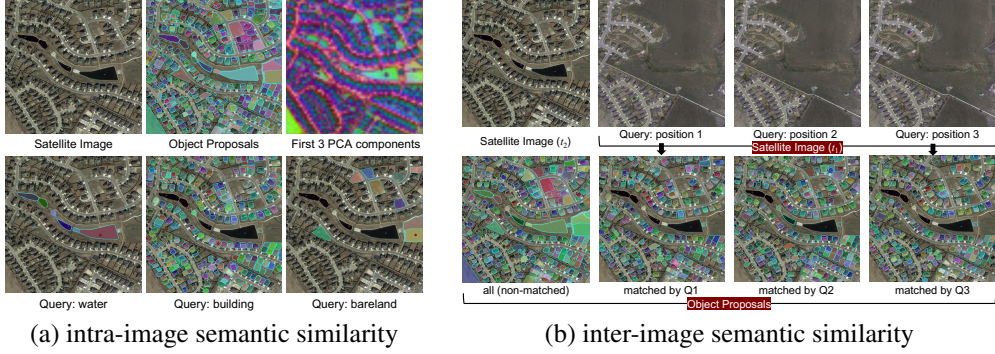 Satellite Image
Object Proposals
First 3 PCA components
Query: water
Query: building
Query: bareland
(a) intra-image semantic similarity
Satellite Image (t₂)
Query: position 1
Query: position 2
Query: position 3
Satellite Image (t₁)
all (non-matched)
matched by Q1
matched by Q2
matched by Q3
Object Proposals
(b) inter-image semantic similarity